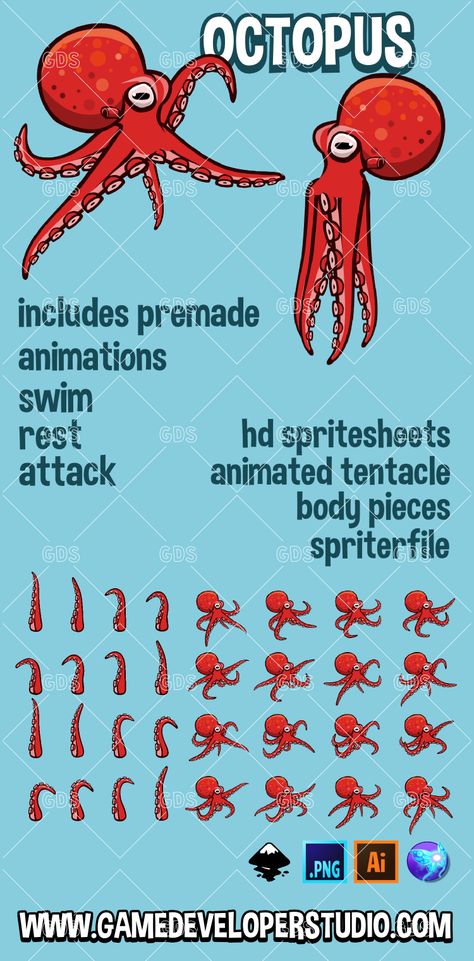 OCTOPUS
includes premade
animations
swim
rest
attack
hd spritesheets
animated tentacle
body pieces
spriterfile
.PNG
Ai
WWW.GAMEDEVELOPERSTUDIO.COM
GDS